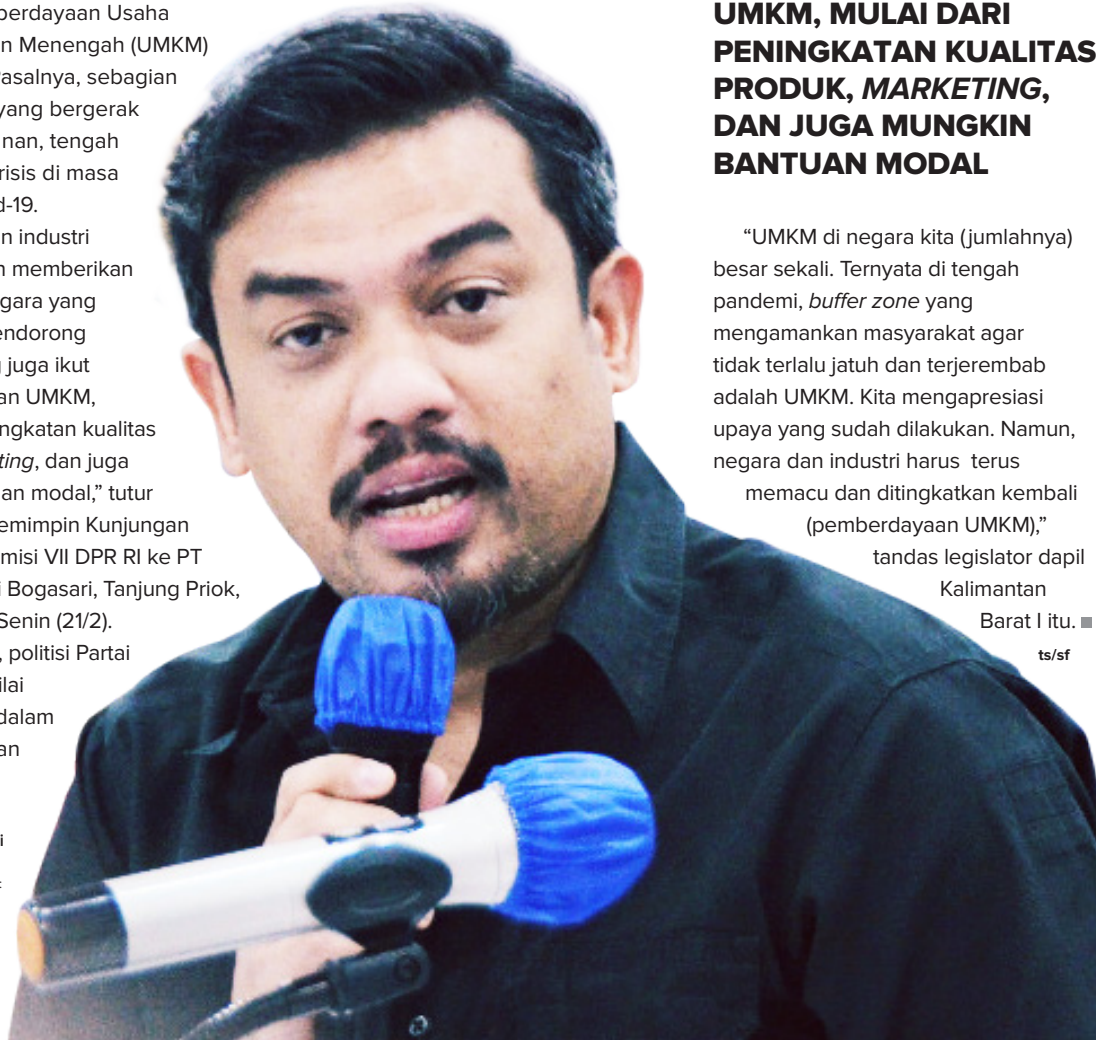 berdayaan Usaha
n Menengah (UMKM)
asalnya, sebagian
yang bergerak
nan, tengah
risis di masa
d-19.
n industri
n memberikan
gara yang
endorong
g juga ikut
an UMKM,
ngkatan kualitas
ting, dan juga
an modal,” tutur
emimpin Kunjungan
misi VII DPR RI ke PT
i Bogasari, Tanjung Priok,
Senin (21/2).
, politisi Partai
ilai
dalam
an
i
UMKM, MULAI DARI
PENINGKATAN KUALITAS
PRODUK, MARKETING,
DAN JUGA MUNGKIN
BANTUAN MODAL
“UMKM di negara kita (jumlahnya)
besar sekali. Ternyata di tengah
pandemi, buffer zone yang
mengamankan masyarakat agar
tidak terlalu jatuh dan terjerembab
adalah UMKM. Kita mengapresiasi
upaya yang sudah dilakukan. Namun,
negara dan industri harus terus
memacu dan ditingkatkan kembali
(pemberdayaan UMKM),”
tandas legislator dapil
Kalimantan
Barat I itu.
ts/sf